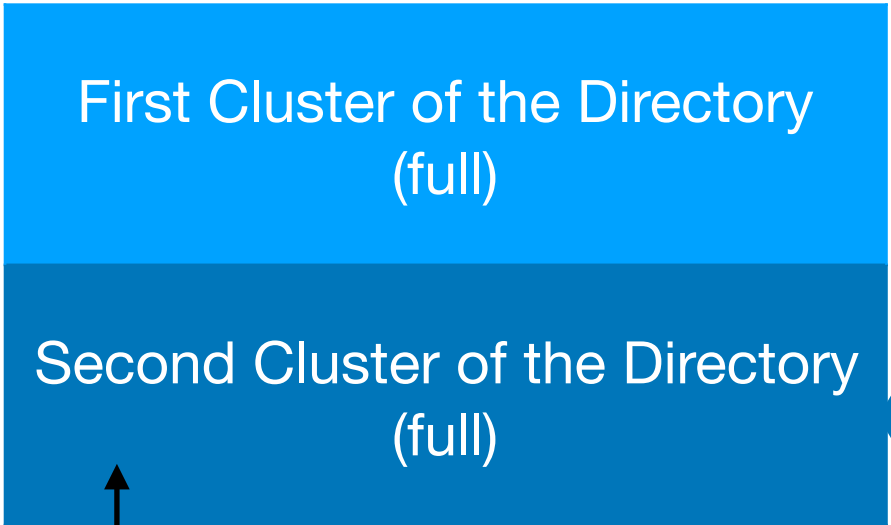 First Cluster of the Directory
(full)
Second Cluster of the Directory
(full)